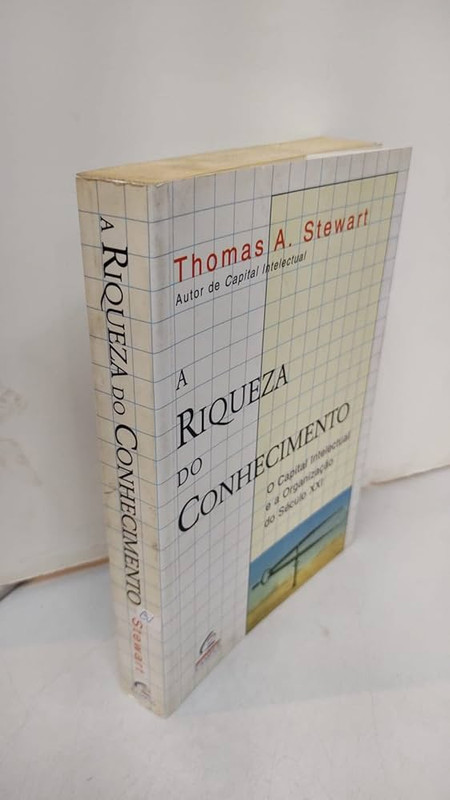 A RIQUEZA DO CONHECIMENTO
Stewart
Thomas A. Stewart
Autor de Capital Intelectual
A
RIQUEZA
DO
CONHECIMENTO
O Capital Intelectual
e a Organização
do Século XXI